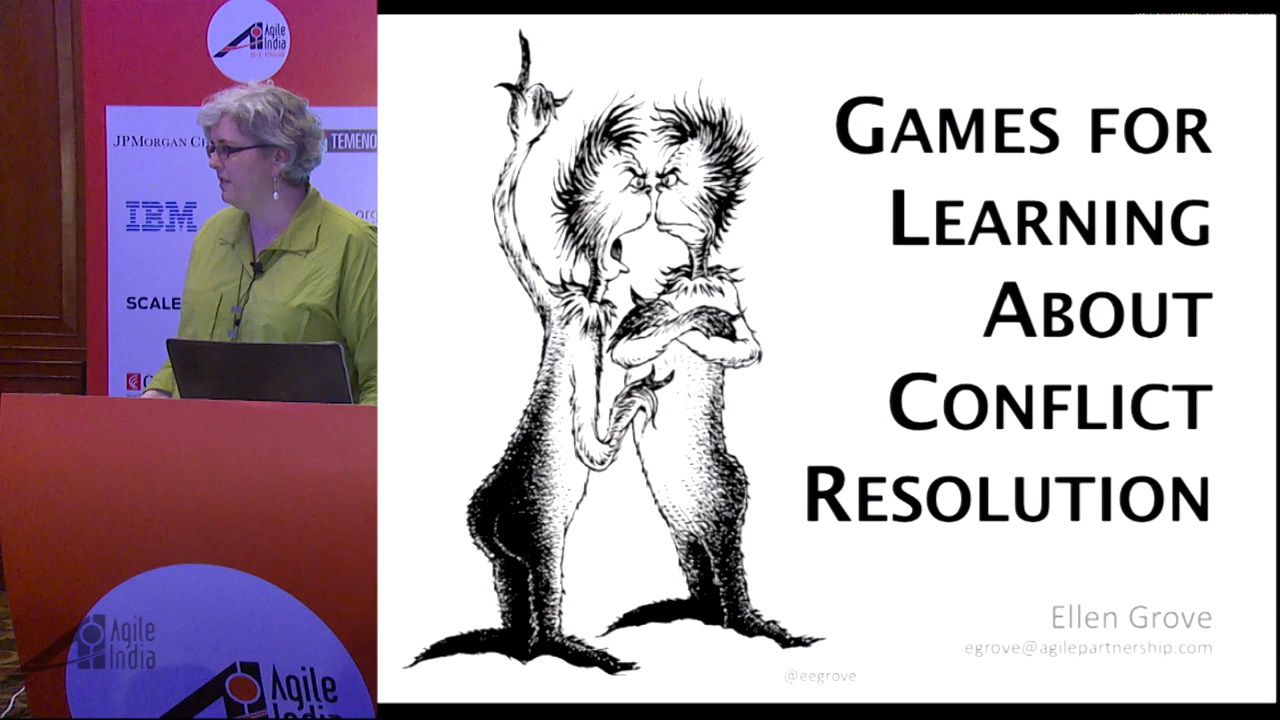 Agile
India
JPMORGAN
TEMENO
IBM
SCALE
Agile
India
Agile
India
GAMES FOR
LEARNING
ABOUT
CONFLICT
RESOLUTION
Ellen Grove
egrove@agilepartnership.com
@eegrove